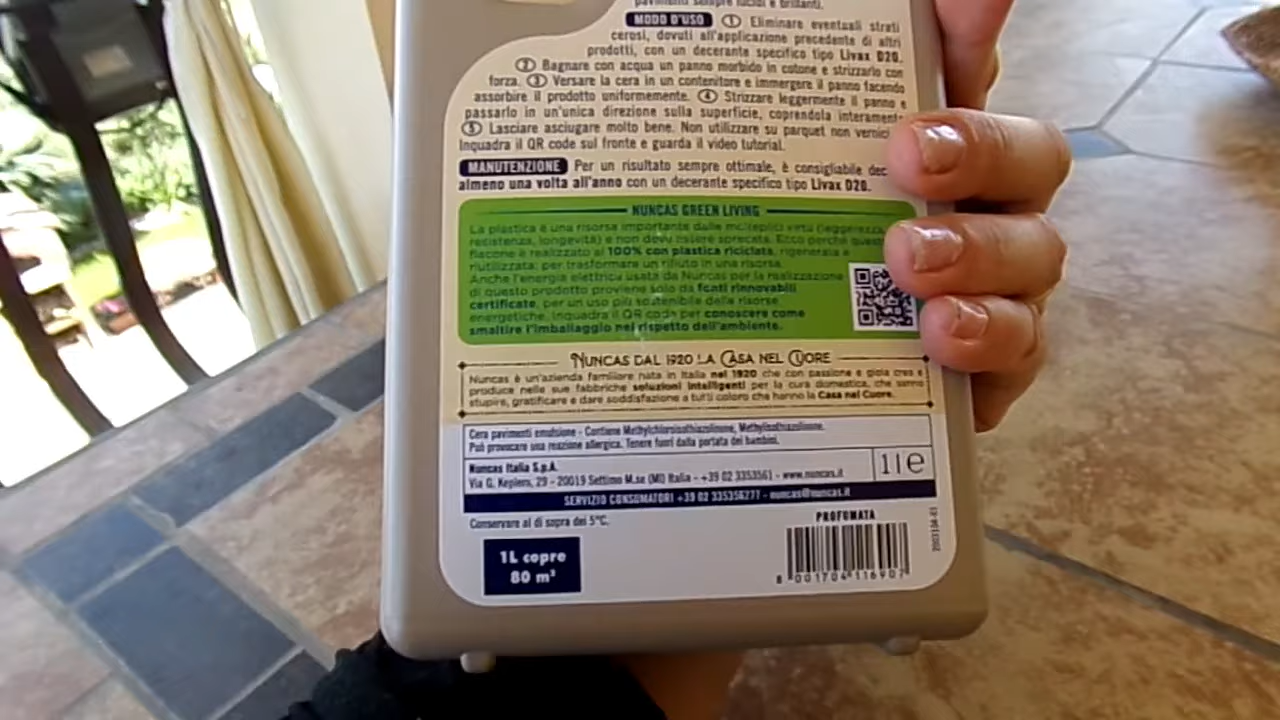 pavimenti sempre lucidi e brillanti.
MODO D'USO ① Eliminare eventuali strati
cerosi, dovuti all'applicazione precedente di altri
prodotti, con un decerante specifico tipo Livax D20.
② Bagnare con acqua un panno morbido in cotone e strizzarlo con
forza. ③ Versare la cera in un contenitore e immergere il panno facendo
assorbire il prodotto uniformemente. ④ Strizzare leggermente il panno e
passarlo in un'unica direzione sulla superficie, coprendola interament
⑤ Lasciare asciugare molto bene. Non utilizzare su parquet non vernici
Inquadra il QR code sul fronte e guarda il video tutorial.
MANUTENZIONE Per un risultato sempre ottimale, è consigliabile dec
almeno una volta all'anno con un decerante specifico tipo Livax D20.
NUNCAS GREEN LIVING
La plastica è una risorsa importante dalle molteplici virtù (leggerezza,
resistenza, longevità) e non deve essere sprecata. Ecco perché quest
flacone è realizzato al 100% con plastica riciclata, rigenerata e
riutilizzata: per trasformare un rifiuto in una risorsa.
Anche l'energia elettrica usata da Nuncas per la realizzazione
di questo prodotto proviene solo da fonti rinnovabili
certificate, per un uso più sostenibile delle risorse
energetiche. Inquadra il QR code per conoscere come
smaltire l'imballaggio nel rispetto dell'ambiente.
NUNCAS DAL 1920 LA CASA NEL CUORE
Nuncas è un'azienda familiare nata in Italia nel 1920 che con passione e gioia crea e
produce nelle sue fabbriche soluzioni intelligenti per la cura domestica, che sanno
stupire, gratificare e dare soddisfazione a tutti coloro che hanno la Casa nel Cuore.
Cera pavimenti emulsione - Contiene Methylchloroisothiazolinone, Methylisothiazolinone.
Può provocare una reazione allergica. Tenere fuori dalla portata dei bambini.
Nuncas Italia S.p.A.
Via G. Keplero, 29 - 20019 Settimo M.se (MI) Italia - +39 02 3353561 - www.nuncas.it
1 l e
SERVIZIO CONSUMATORI +39 02 335356277 - nuncas@nuncas.it
Conservare al di sopra dei 5°C.
PROFUMATA
1L copre
80 m²
8 001704 116907